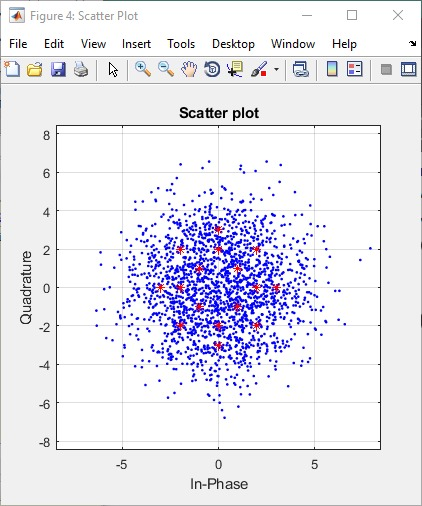 Figure 4: Scatter Plot
File Edit View Insert Tools Desktop Window Help
Scatter plot
8
6
4
2
0
-2
-4
-6
-8
Quadrature
-5 0 5
In-Phase